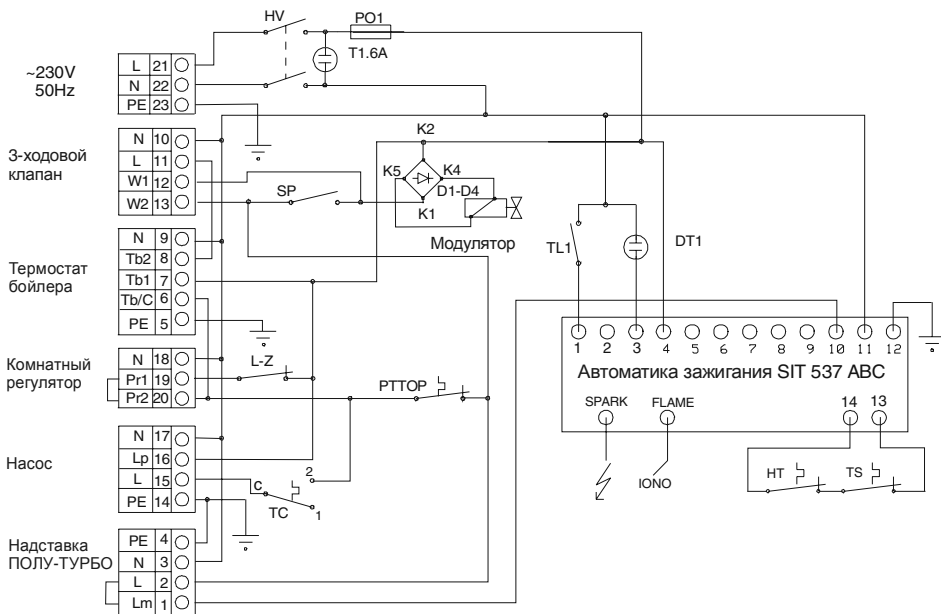 ~230V
50Hz
L 21
N 22
PE 23
HV
PO1
T1.6A
3-ходовой
клапан
N 10
L 11
W1 12
W2 13
SP
K2
K5
K4
D1-D4
K1
Модулятор
TL1
DT1
Термостат
бойлера
N 9
Tb2 8
Tb1 7
Tb/C 6
PE 5
Комнатный
регулятор
N 18
Pr1 19
Pr2 20
L-Z
PTTOP
1 2 3 4 5 6 7 8 9 10 11 12
Автоматика зажигания SIT 537 ABC
SPARK
FLAME
14 13
IONO
HT
TS
Насос
N 17
Lp 16
L 15
PE 14
C
2
1
TC
Надставка
ПОЛУ-ТУРБО
PE 4
N 3
L 2
Lm 1